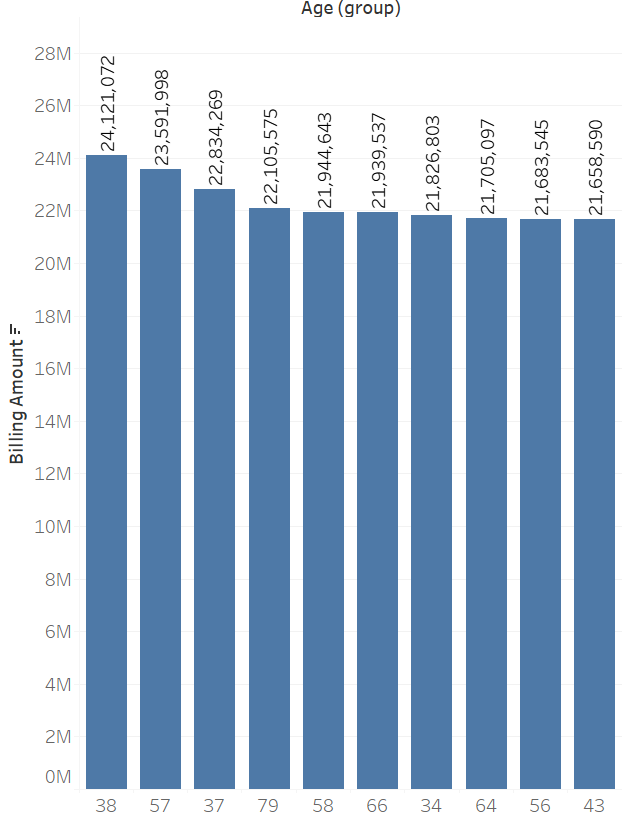 Age (group)
Billing Amount
28M
26M
24M
22M
20M
18M
16M
14M
12M
10M
8M
6M
4M
2M
0M
24,121,072
23,591,998
22,834,269
22,105,575
21,944,643
21,939,537
21,826,803
21,705,097
21,683,545
21,658,590
38 57 37 79 58 66 34 64 56 43